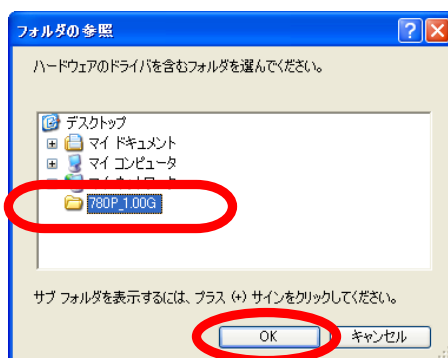 フォルダの参照
ハードウェアのドライバを含むフォルダを選んでください。
デスクトップ
マイ ドキュメント
マイ コンピュータ
780P_1.00G
サブ フォルダを表示するには、プラス (+) サインをクリックしてください。
OK
キャンセル